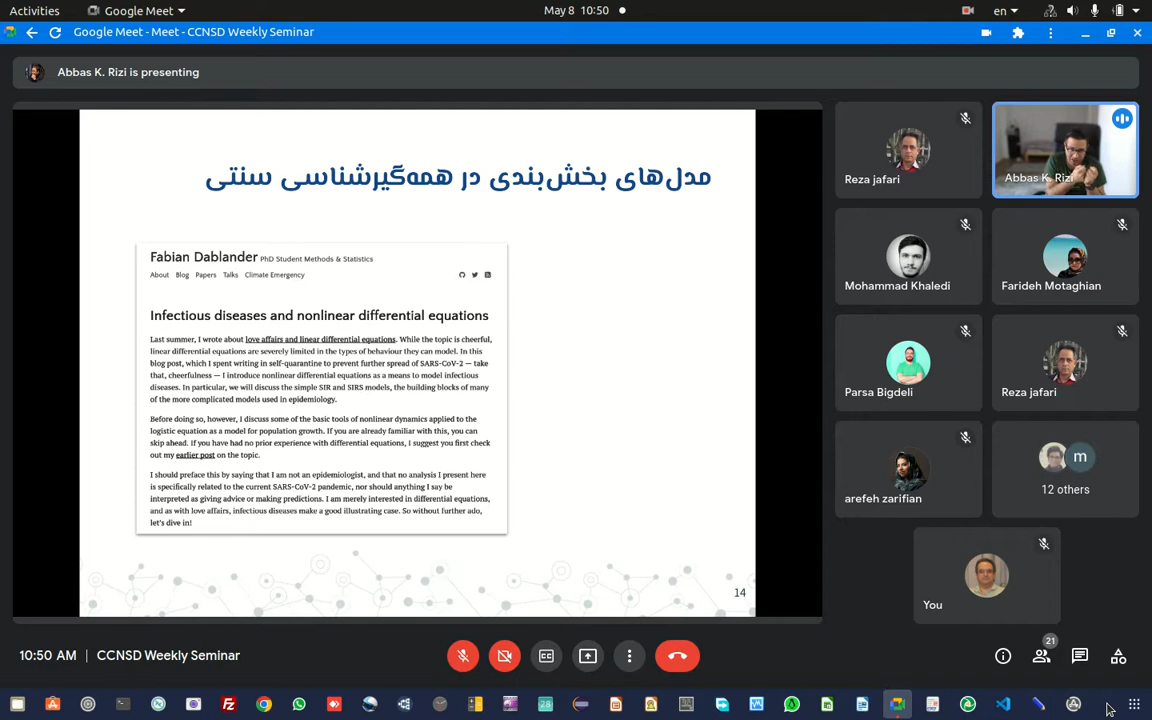 Activities
Google Meet
May 8 10:50
en
Google Meet - Meet - CCNSD Weekly Seminar
Abbas K. Rizi is presenting
مدل‌های بخش‌بندی در همه‌گیرشناسی سنتی
Fabian Dablander PhD Student Methods & Statistics
About Blog Papers Talks Climate Emergency
Infectious diseases and nonlinear differential equations
Last summer, I wrote about love affairs and linear differential equations. While the topic is cheerful,
linear differential equations are severely limited in the types of behaviour they can model. In this
blog post, which I spent writing in self-quarantine to prevent further spread of SARS-CoV-2 — take
that, cheerfulness — I introduce nonlinear differential equations as a means to model infectious
diseases. In particular, we will discuss the simple SIR and SIRS models, the building blocks of many
of the more complicated models used in epidemiology.
Before doing so, however, I discuss some of the basic tools of nonlinear dynamics applied to the
logistic equation as a model for population growth. If you are already familiar with this, you can
skip ahead. If you have had no prior experience with differential equations, I suggest you first check
out my earlier post on the topic.
I should preface this by saying that I am not an epidemiologist, and that no analysis I present here
is specifically related to the current SARS-CoV-2 pandemic, nor should anything I say be
interpreted as giving advice or making predictions. I am merely interested in differential equations,
and as with love affairs, infectious diseases make a good illustrating case. So without further ado,
let's dive in!
14
Reza jafari
Abbas K. Rizi
Mohammad Khaledi
Farideh Motaghian
Parsa Bigdeli
Reza jafari
arefeh zarifian
m
12 others
You
10:50 AM | CCNSD Weekly Seminar
21